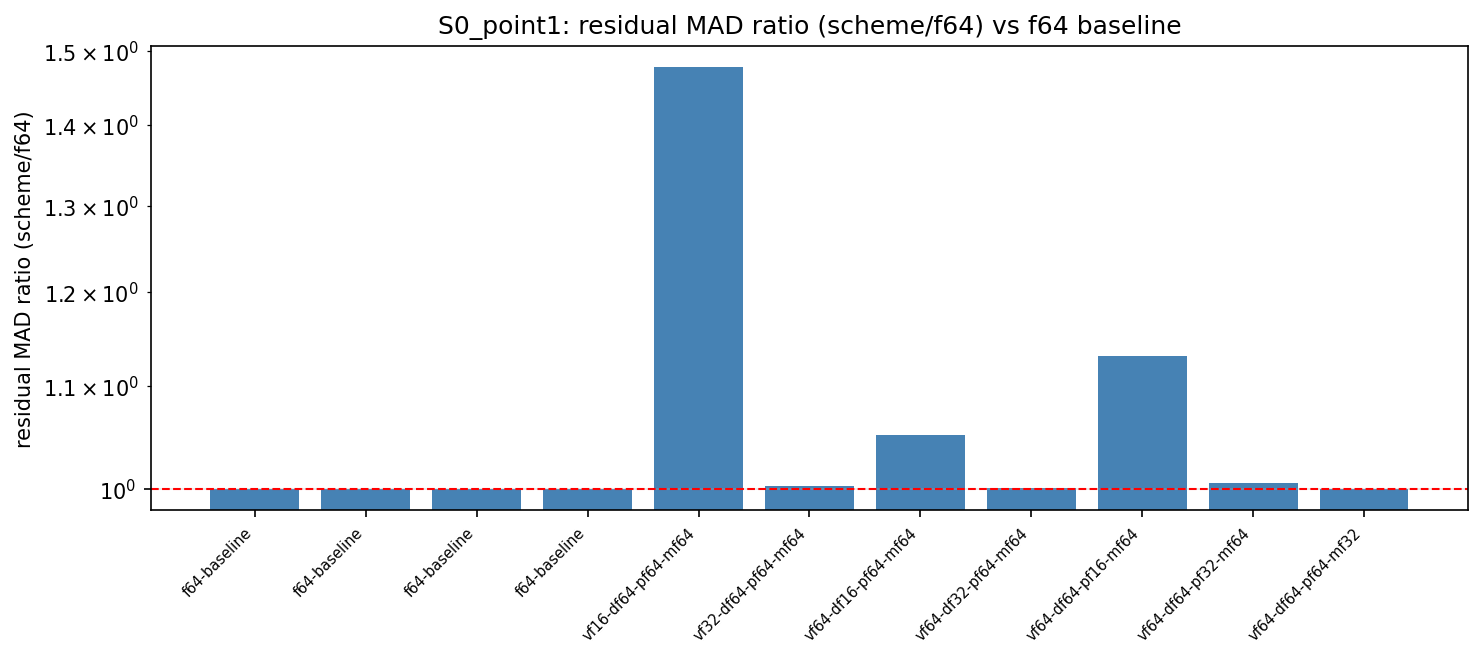 S0_point1: residual MAD ratio (scheme/f64) vs f64 baseline
residual MAD ratio (scheme/f64)
1.5 × 10⁰
1.4 × 10⁰
1.3 × 10⁰
1.2 × 10⁰
1.1 × 10⁰
10⁰
f64-baseline
f64-baseline
f64-baseline
f64-baseline
vf16-df64-pf64-mf64
vf32-df64-pf64-mf64
vf64-df16-pf64-mf64
vf64-df32-pf64-mf64
vf64-df64-pf16-mf64
vf64-df64-pf32-mf64
vf64-df64-pf64-mf32